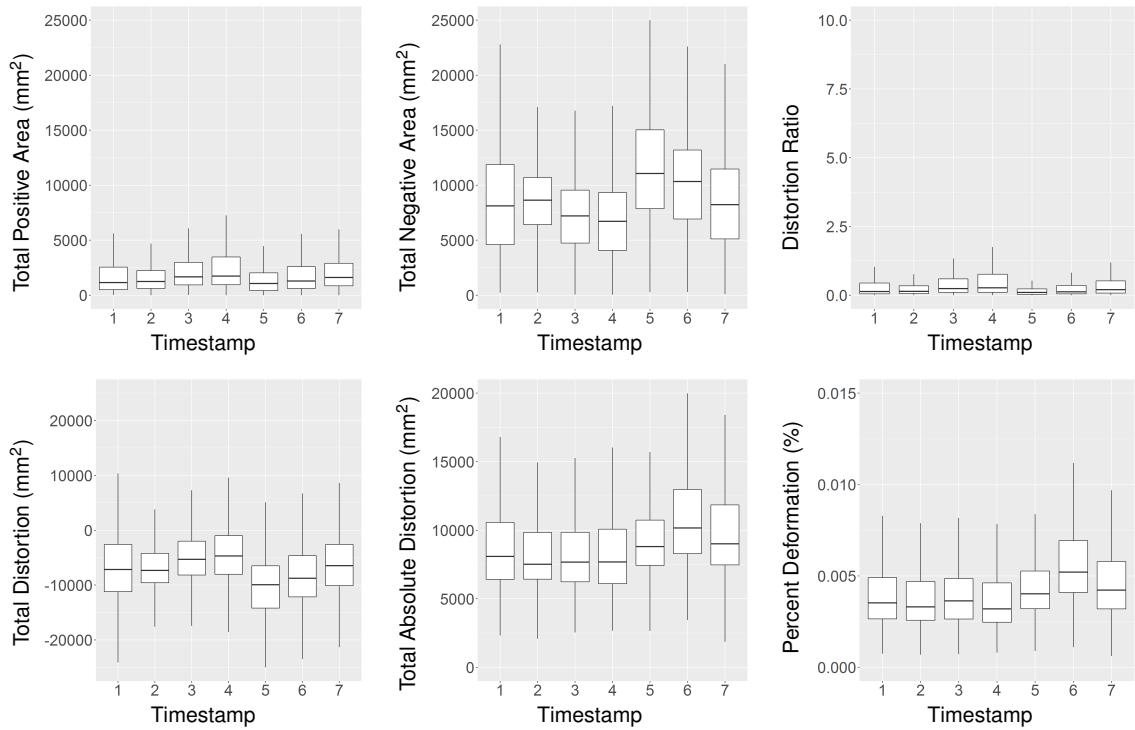 Total Positive Area (mm²)
25000
20000
15000
10000
5000
0
1 2 3 4 5 6 7
Timestamp
Total Negative Area (mm²)
25000
20000
15000
10000
5000
0
1 2 3 4 5 6 7
Timestamp
Distortion Ratio
10.0
7.5
5.0
2.5
0.0
1 2 3 4 5 6 7
Timestamp
Total Distortion (mm²)
20000
10000
0
-10000
-20000
1 2 3 4 5 6 7
Timestamp
Total Absolute Distortion (mm²)
20000
15000
10000
5000
0
1 2 3 4 5 6 7
Timestamp
Percent Deformation (%)
0.015
0.010
0.005
0.000
1 2 3 4 5 6 7
Timestamp